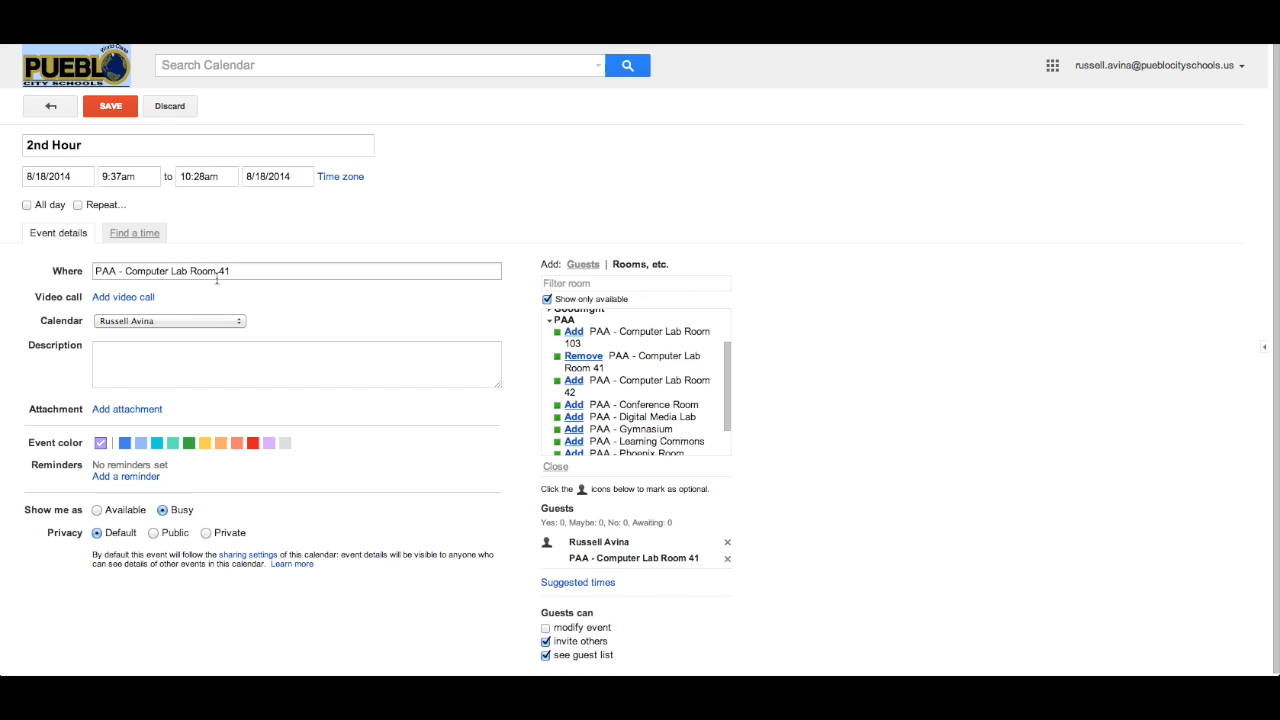 World Class
PUEBLO
CITY SCHOOLS
Search Calendar
russell.avina@pueblocityschools.us
SAVE
Discard
2nd Hour
8/18/2014 9:37am to 10:28am 8/18/2014 Time zone
All day Repeat...
Event details Find a time
Where PAA - Computer Lab Room 41
Video call Add video call
Calendar Russell Avina
Description
Attachment Add attachment
Event color
Reminders No reminders set
Add a reminder
Show me as Available Busy
Privacy Default Public Private
By default this event will follow the sharing settings of this calendar: event details will be visible to anyone who
can see details of other events in this calendar. Learn more
Add: Guests | Rooms, etc.
Filter room
Show only available
Goodnight
PAA
Add PAA - Computer Lab Room
103
Remove PAA - Computer Lab
Room 41
Add PAA - Computer Lab Room
42
Add PAA - Conference Room
Add PAA - Digital Media Lab
Add PAA - Gymnasium
Add PAA - Learning Commons
Add PAA - Phoenix Room
Close
Click the icons below to mark as optional.
Guests
Yes: 0, Maybe: 0, No: 0, Awaiting: 0
Russell Avina
PAA - Computer Lab Room 41
Suggested times
Guests can
modify event
invite others
see guest list